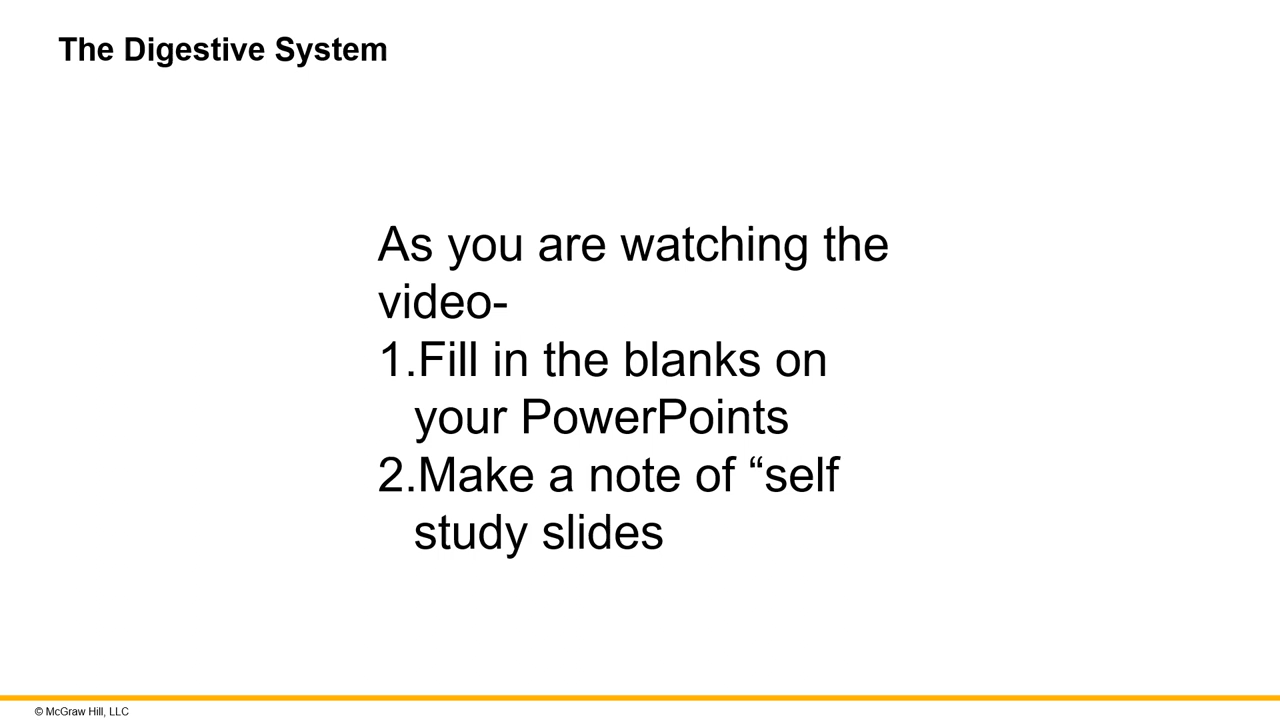 The Digestive System
As you are watching the
video-
1.Fill in the blanks on
your PowerPoints
2.Make a note of “self
study slides
© McGraw Hill, LLC